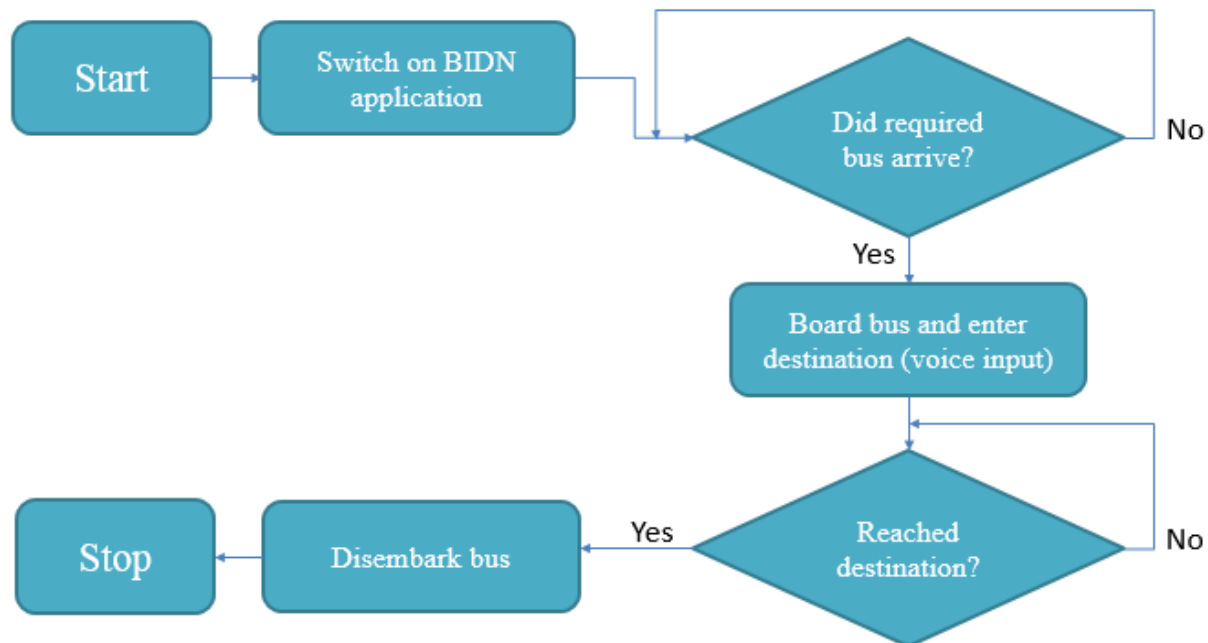 Start
Switch on BIDN
application
Did required
bus arrive?
No
Yes
Board bus and enter
destination (voice input)
Reached
destination?
No
Yes
Disembark bus
Stop